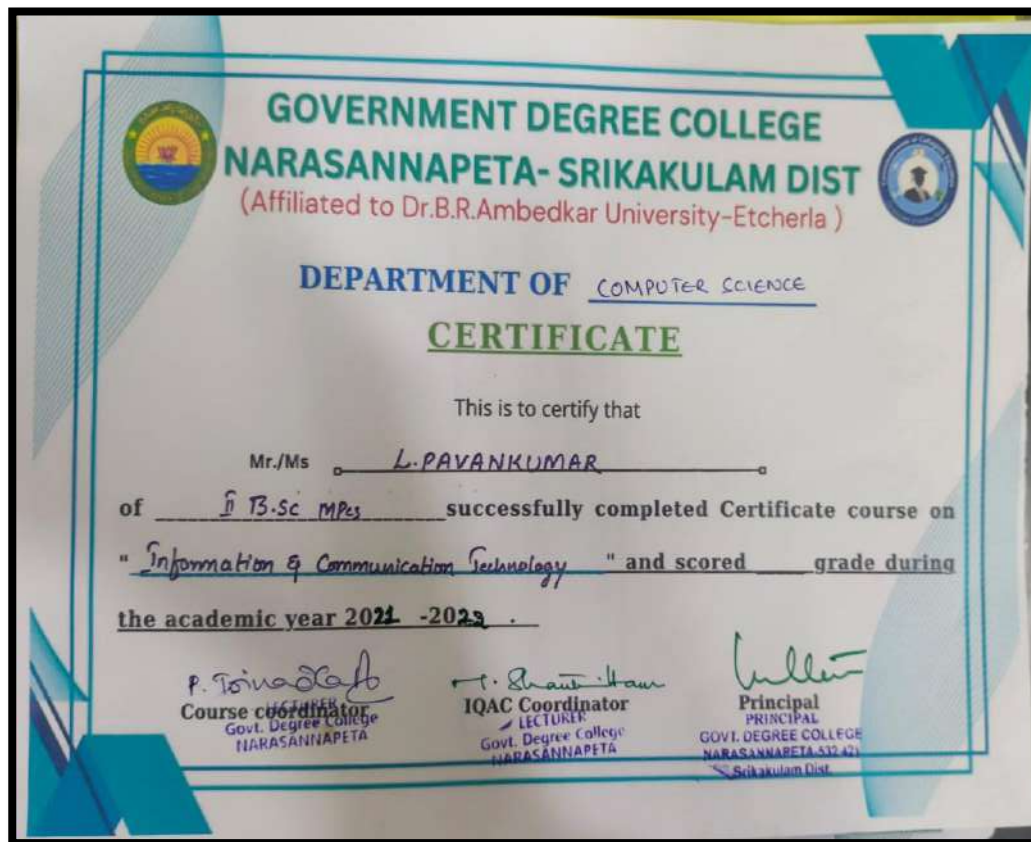 GOVERNMENT DEGREE COLLEGE
NARASANNAPETA- SRIKAKULAM DIST
(Affiliated to Dr.B.R.Ambedkar University-Etcherla )
DEPARTMENT OF COMPUTER SCIENCE
CERTIFICATE
This is to certify that
Mr./Ms L.PAVANKUMAR
of II B.Sc MPCs successfully completed Certificate course on
" Information & Communication Technology " and scored ____ grade during
the academic year 2021 -2022 .
Course coordinator
LECTURER
Govt. Degree College
NARASANNAPETA
IQAC Coordinator
LECTURER
Govt. Degree College
NARASANNAPETA
Principal
PRINCIPAL
GOVT. DEGREE COLLEGE
NARASANNAPETA-532 421
Srikakulam Dist.